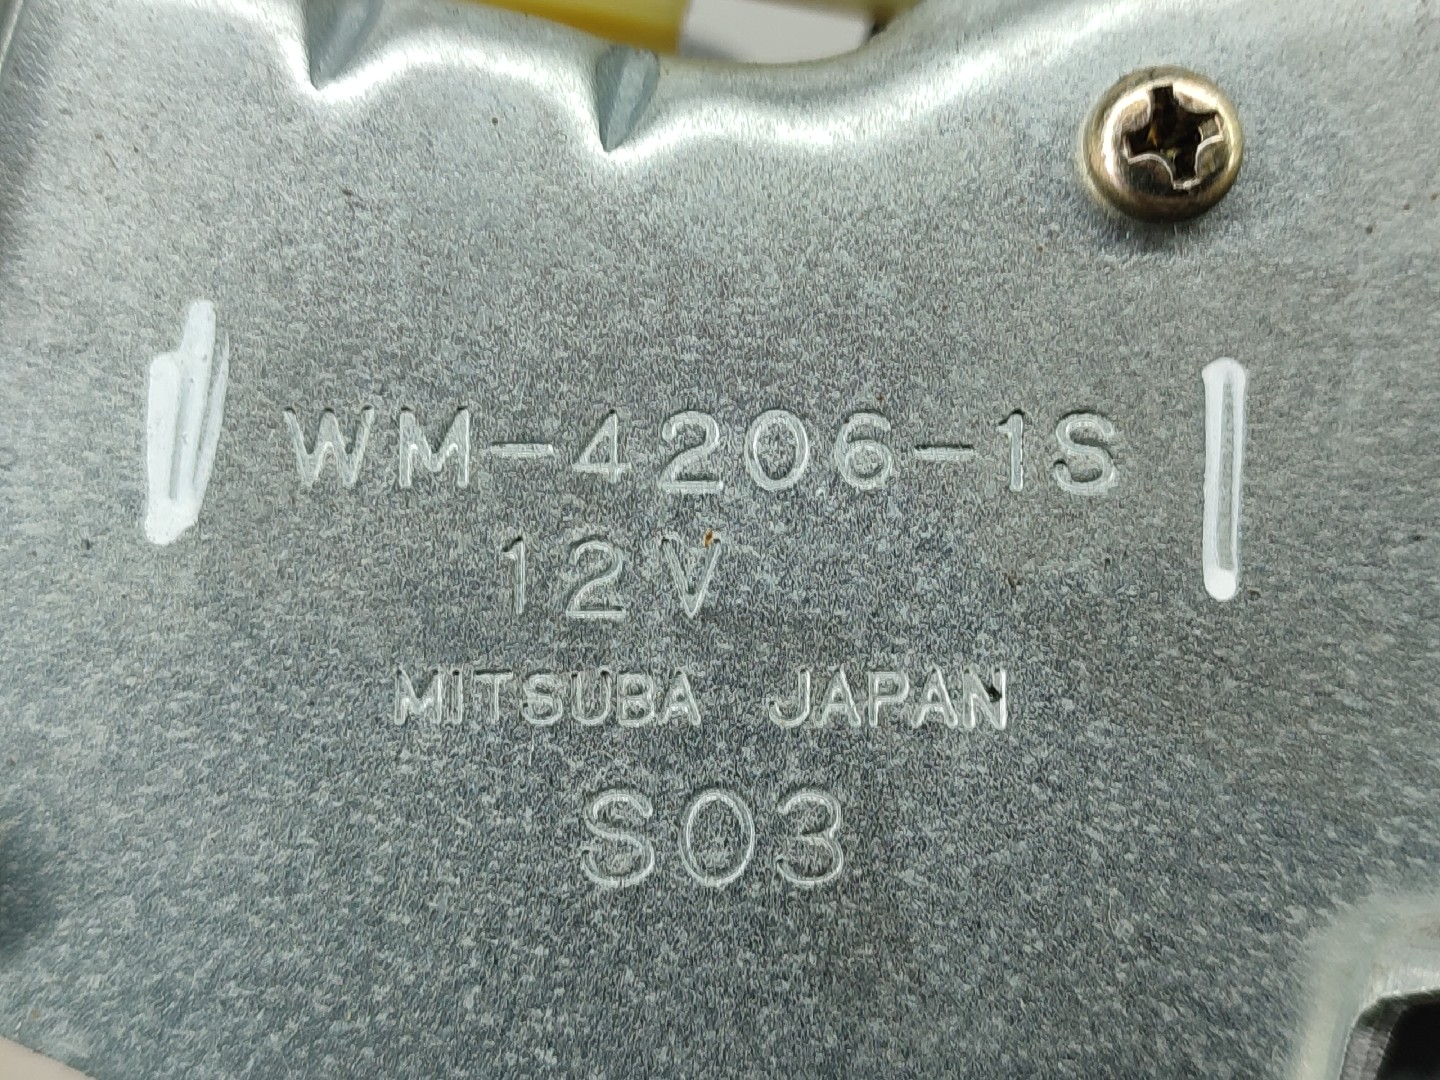 WM-4206-1S
12V
MITSUBA JAPAN
S03